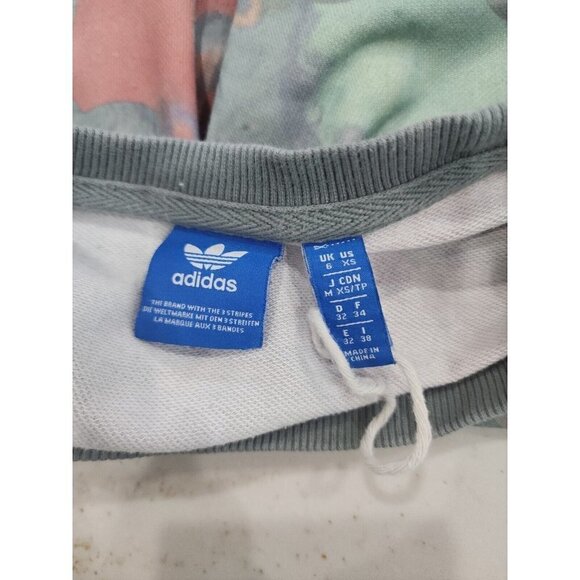 adidas
THE BRAND WITH THE 3 STRIPES
DIE WELTMARKE MIT DEN 3 STREIFEN
LA MARQUE AUX 3 BANDES
UK US
6 XS
J CDN
M XS/TP
D F
32 34
E I
32 38
MADE IN
CHINA